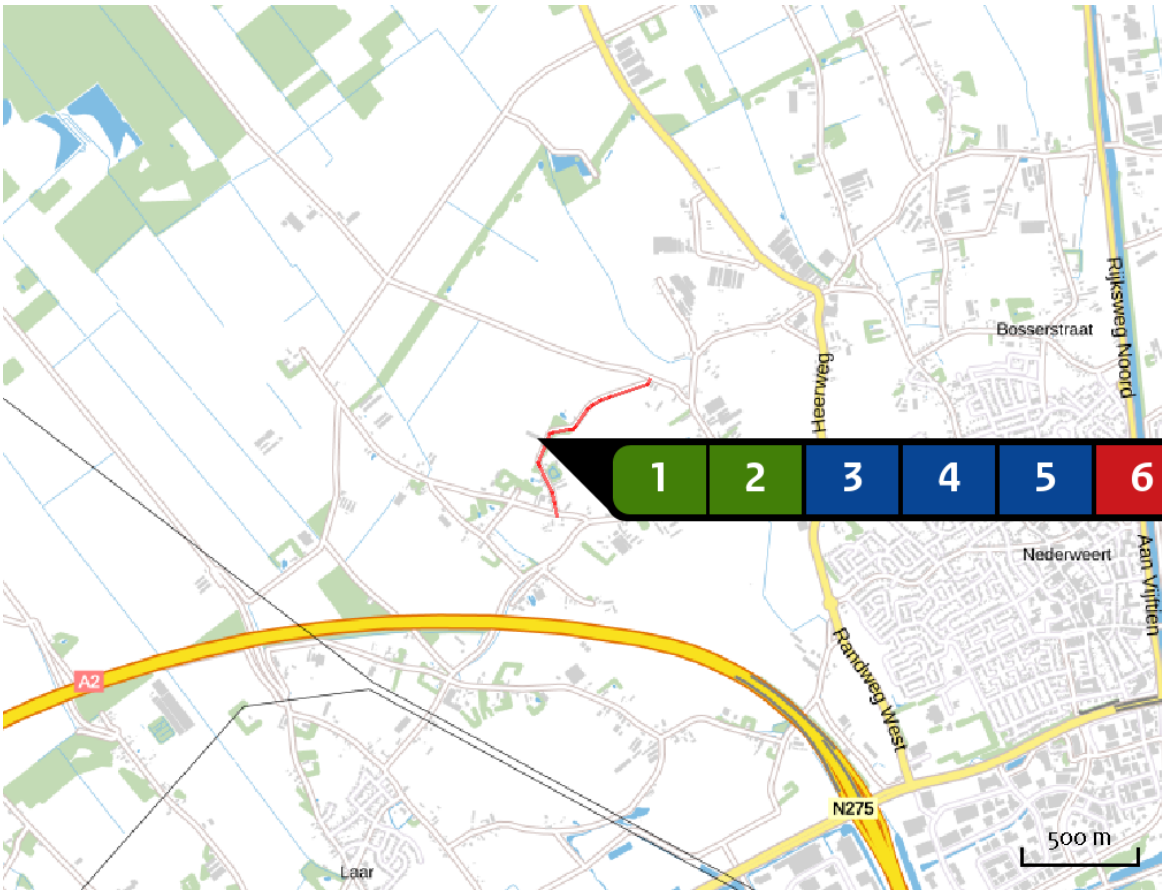 Rijksweg Noord
Bosserstraat
Heerweg
1 2 3 4 5 6
Nederweert
Aan Vijftien
Randweg West
A2
N275
500 m
Laar